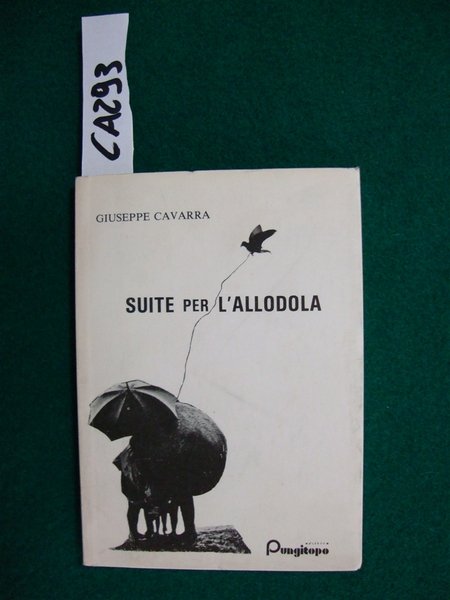 CA293
GIUSEPPE CAVARRA
SUITE PER L'ALLODOLA
Pungitopo